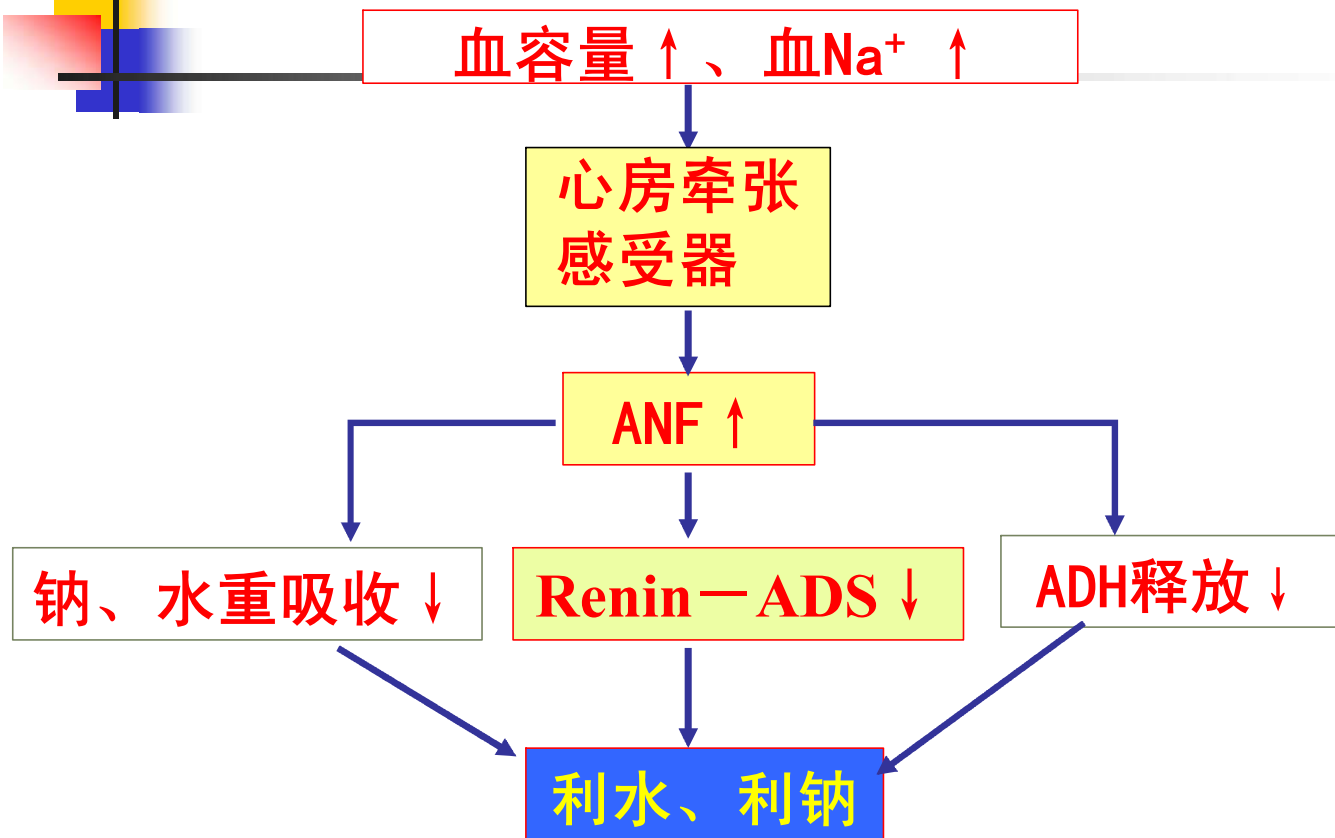 血容量↑、血Na⁺ ↑
心房牵张
感受器
ANF↑
钠、水重吸收↓
Renin－ADS↓
ADH释放↓
利水、利钠